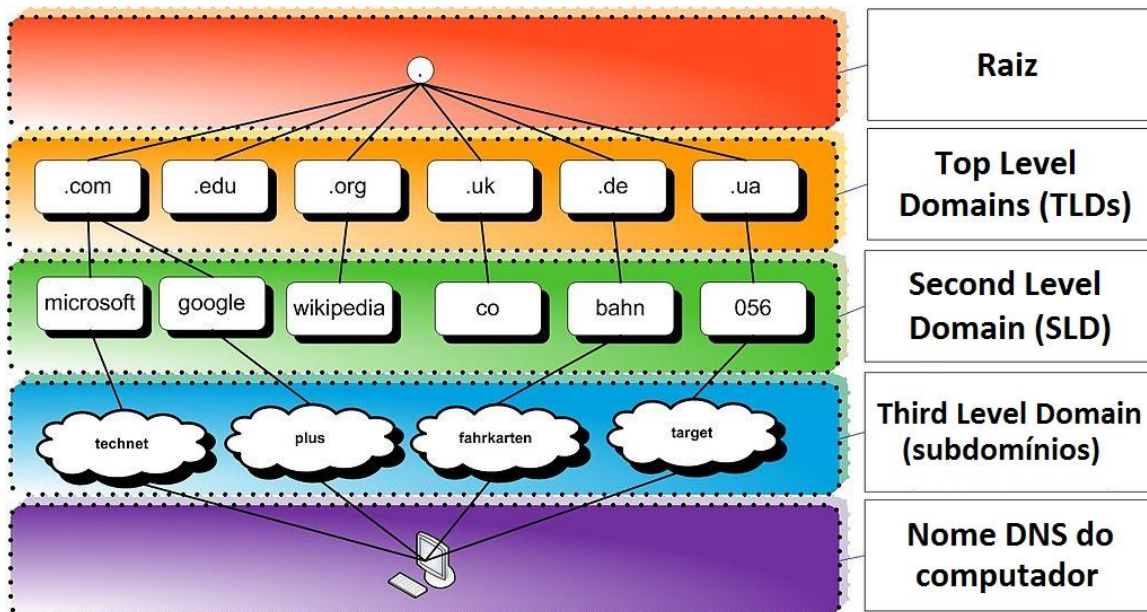 .
Raiz
.com
.edu
.org
.uk
.de
.ua
Top Level
Domains (TLDs)
microsoft
google
wikipedia
co
bahn
056
Second Level
Domain (SLD)
technet
plus
fahrkarten
target
Third Level Domain
(subdomínios)
Nome DNS do
computador